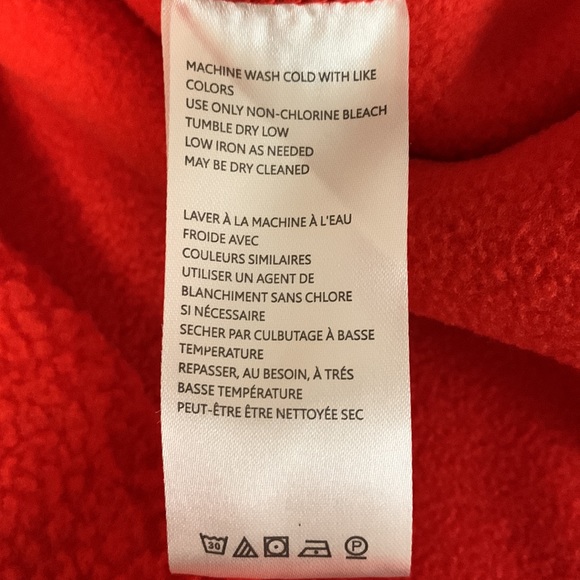 MACHINE WASH COLD WITH LIKE
COLORS
USE ONLY NON-CHLORINE BLEACH
TUMBLE DRY LOW
LOW IRON AS NEEDED
MAY BE DRY CLEANED
LAVER À LA MACHINE À L'EAU
FROIDE AVEC
COULEURS SIMILAIRES
UTILISER UN AGENT DE
BLANCHIMENT SANS CHLORE
SI NÉCESSAIRE
SECHER PAR CULBUTAGE À BASSE
TEMPERATURE
REPASSER, AU BESOIN, À TRÉS
BASSE TEMPÉRATURE
PEUT-ÊTRE ÊTRE NETTOYÉE SEC
30 P